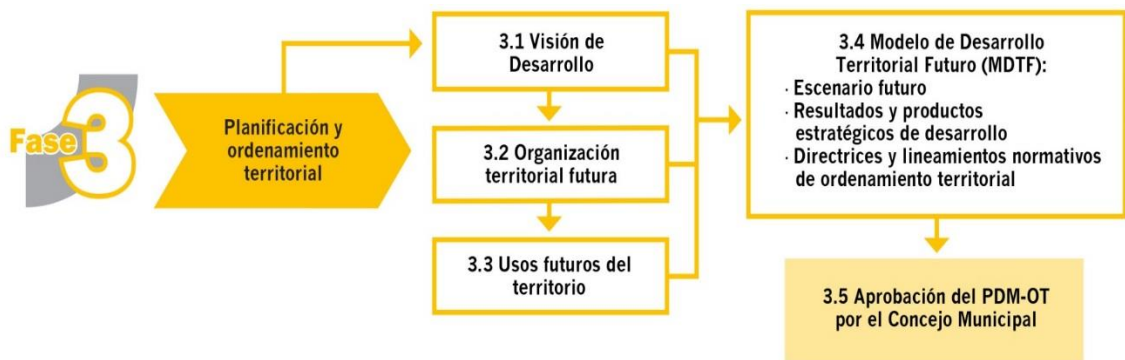 Fase 3
Planificación y
ordenamiento
territorial
3.1 Visión de
Desarrollo
3.2 Organización
territorial futura
3.3 Usos futuros del
territorio
3.4 Modelo de Desarrollo
Territorial Futuro (MDTF):
· Escenario futuro
· Resultados y productos
estratégicos de desarrollo
· Directrices y lineamientos normativos
de ordenamiento territorial
3.5 Aprobación del PDM-OT
por el Concejo Municipal